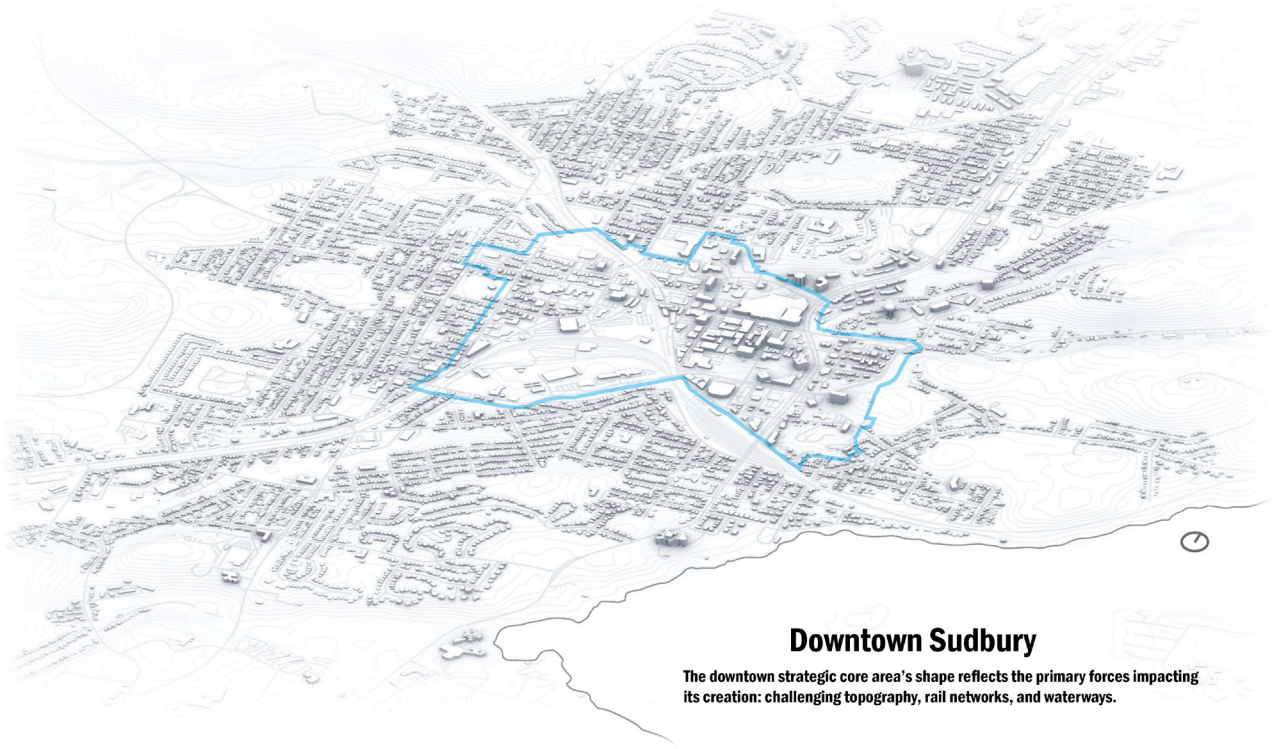 Downtown Sudbury
The downtown strategic core area's shape reflects the primary forces impacting
its creation: challenging topography, rail networks, and waterways.